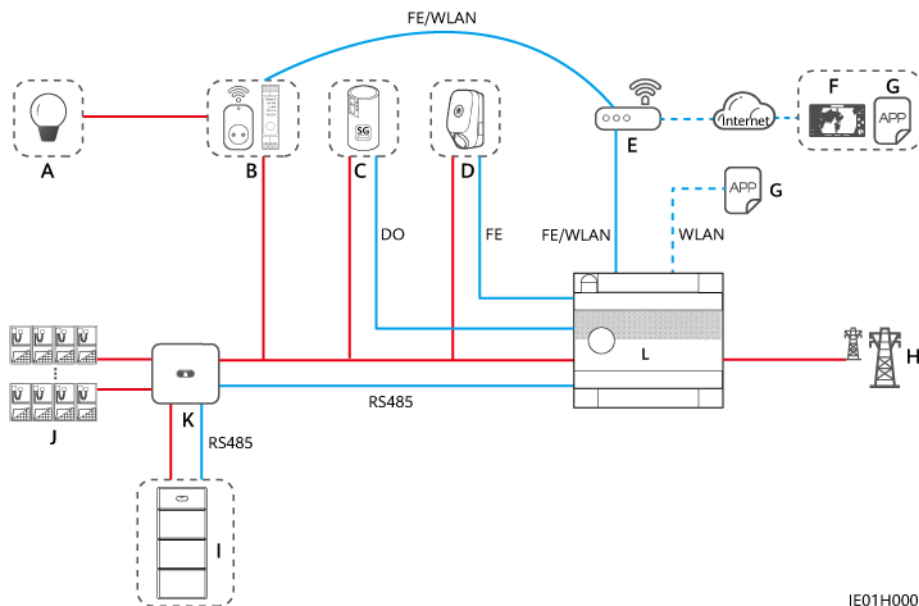 FE/WLAN
F
G
APP
Internet
SG
A
B
C
D
E
APP
G
DO
FE
FE/WLAN
WLAN
L
H
RS485
J
K
RS485
I
IE01H000